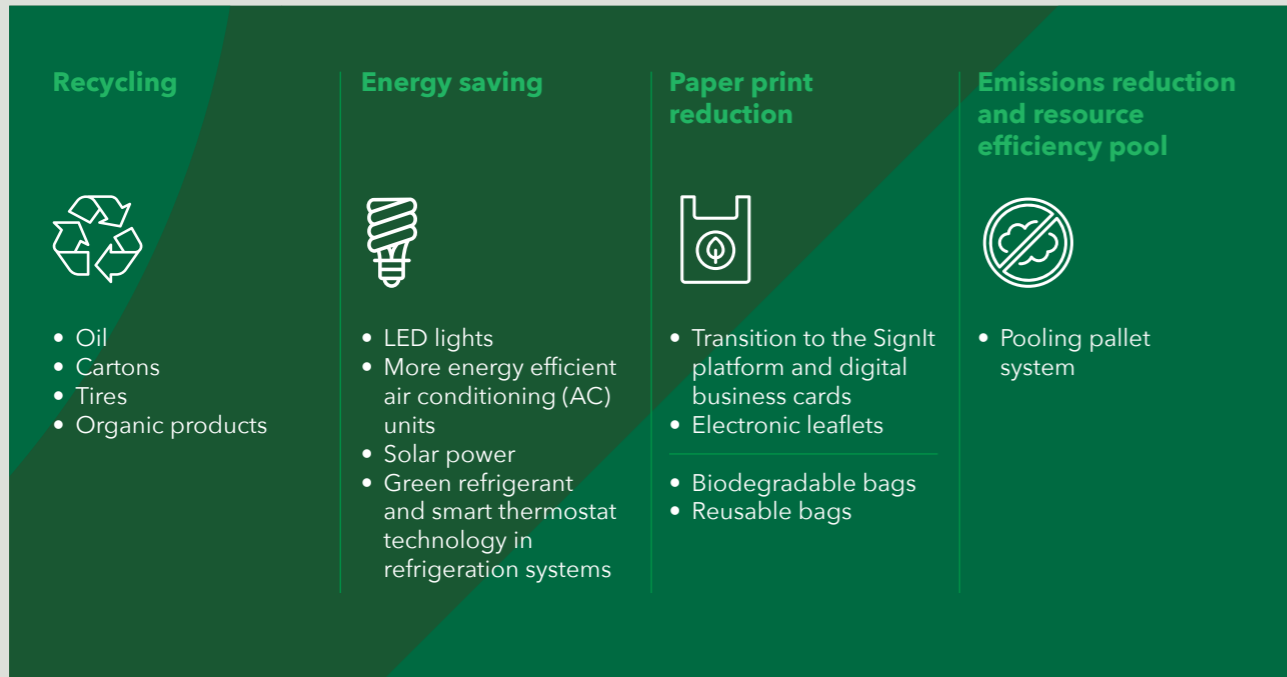 Recycling
• Oil
• Cartons
• Tires
• Organic products
Energy saving
• LED lights
• More energy efficient
air conditioning (AC)
units
• Solar power
• Green refrigerant
and smart thermostat
technology in
refrigeration systems
Paper print
reduction
• Transition to the SignIt
platform and digital
business cards
• Electronic leaflets
• Biodegradable bags
• Reusable bags
Emissions reduction
and resource
efficiency pool
• Pooling pallet
system